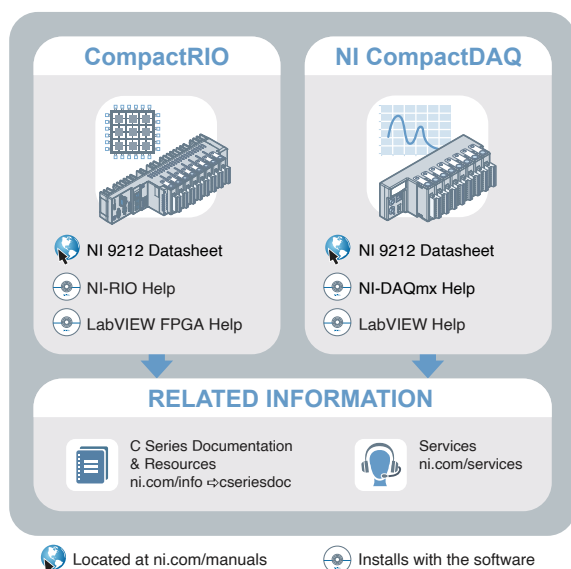 CompactRIO
NI 9212 Datasheet
NI-RIO Help
LabVIEW FPGA Help
NI CompactDAQ
NI 9212 Datasheet
NI-DAQmx Help
LabVIEW Help
RELATED INFORMATION
C Series Documentation
& Resources
ni.com/info ➪cseriesdoc
Services
ni.com/services
Located at ni.com/manuals
Installs with the software